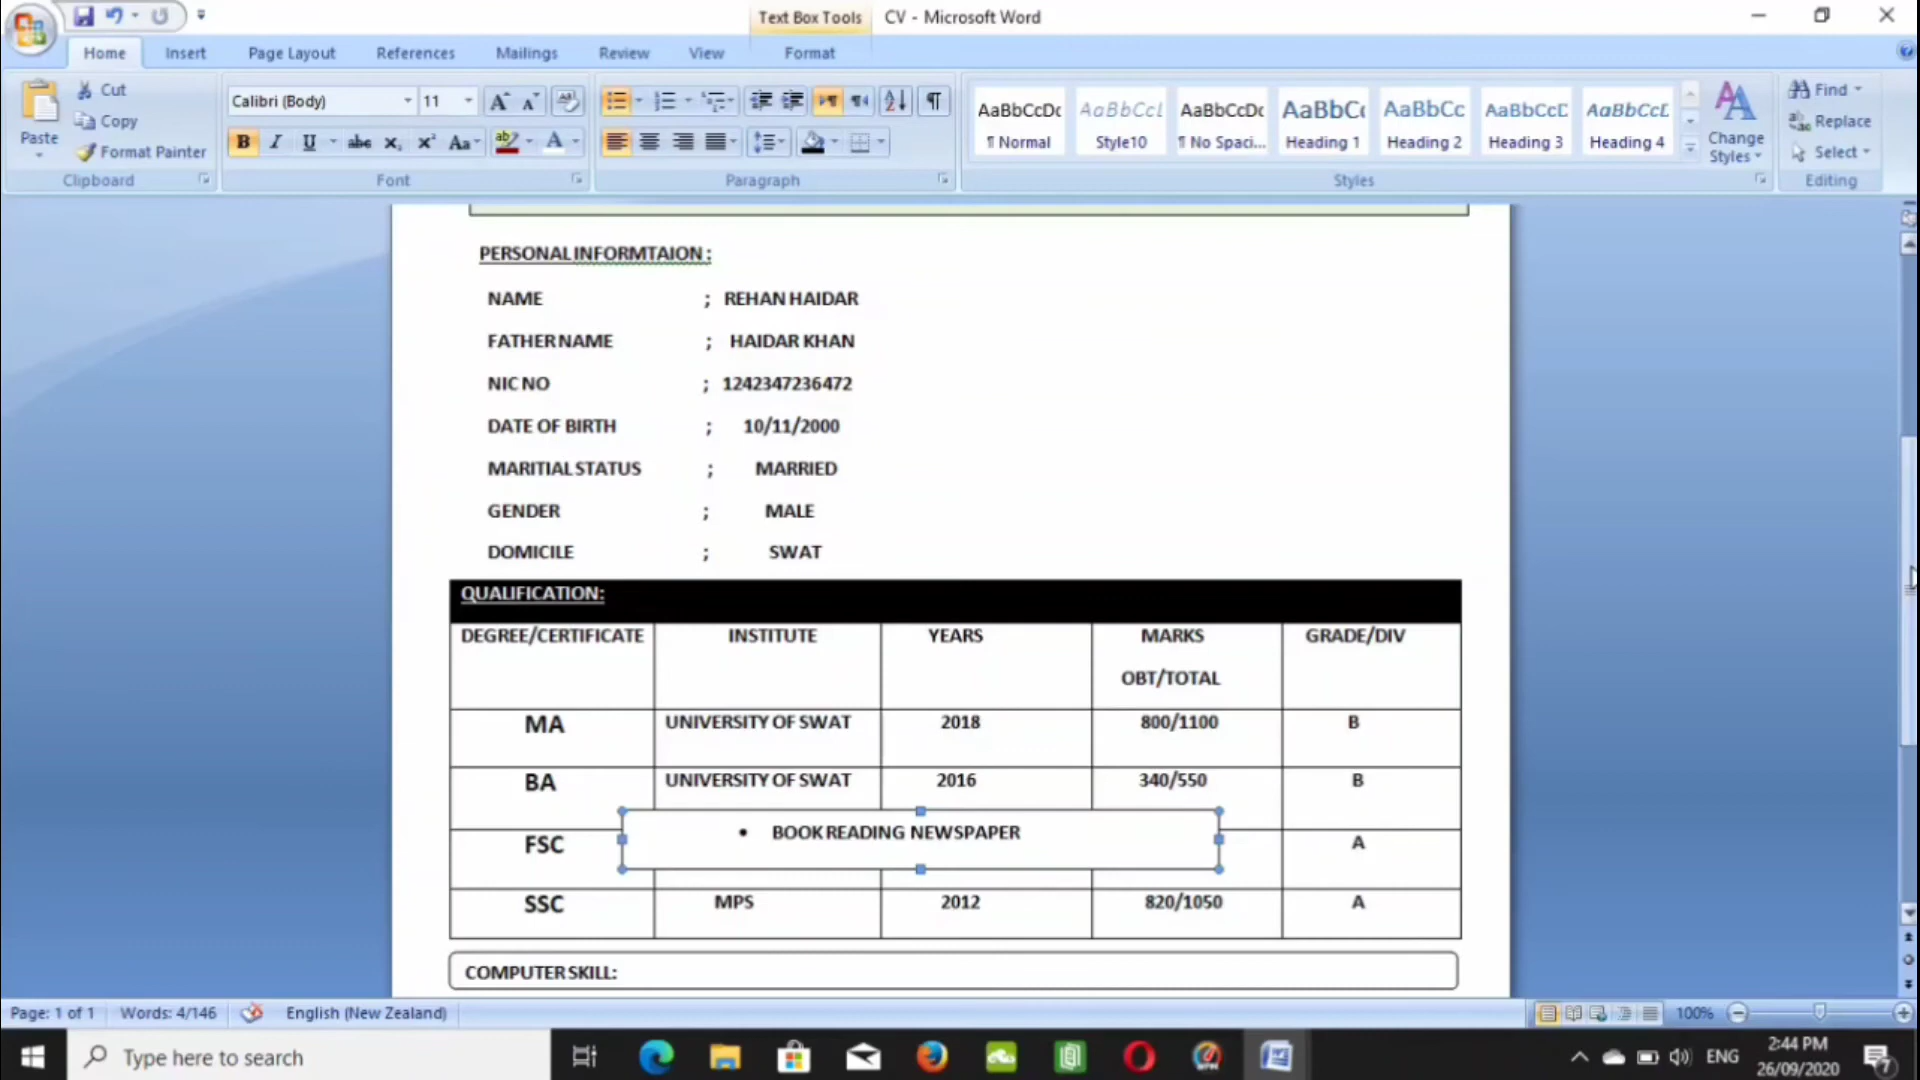 Text Box Tools
CV - Microsoft Word
Home Insert Page Layout References Mailings Review View Format
Paste
Cut
Copy
Format Painter
Clipboard
Calibri (Body) 11
Font
Paragraph
AaBbCcDc AaBbCcL AaBbCcDc AaBbC( AaBbCc AaBbCcD AaBbCcD
¶ Normal Style10 ¶ No Spaci... Heading 1 Heading 2 Heading 3 Heading 4
Change Styles
Styles
Find
Replace
Select
Editing
PERSONAL INFORMTAION :
NAME ; REHAN HAIDAR
FATHER NAME ; HAIDAR KHAN
NIC NO ; 1242347236472
DATE OF BIRTH ; 10/11/2000
MARITIAL STATUS ; MARRIED
GENDER ; MALE
DOMICILE ; SWAT
QUALIFICATION:
DEGREE/CERTIFICATE INSTITUTE YEARS MARKS GRADE/DIV
OBT/TOTAL
MA UNIVERSITY OF SWAT 2018 800/1100 B
BA UNIVERSITY OF SWAT 2016 340/550 B
• BOOK READING NEWSPAPER
FSC A
SSC MPS 2012 820/1050 A
COMPUTER SKILL:
Page: 1 of 1 Words: 4/146 English (New Zealand) 100%
Type here to search
ENG
2:44 PM
26/09/2020
7